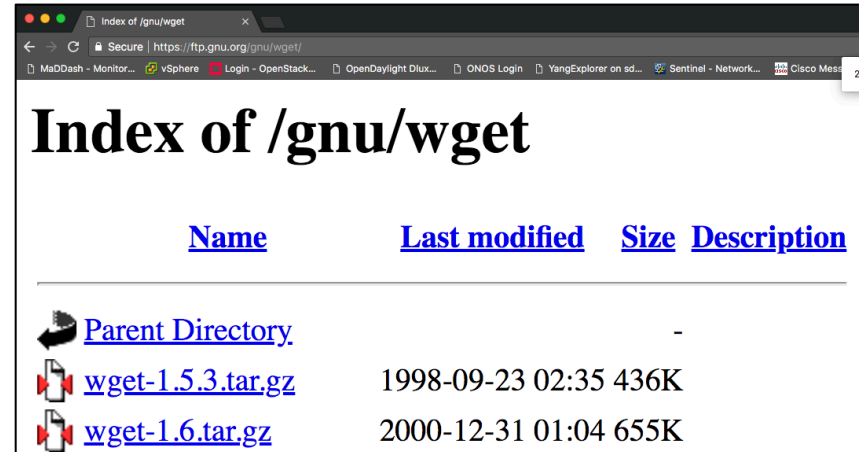 Index of /gnu/wget
Secure | https://ftp.gnu.org/gnu/wget/
MaDDash - Monitor... vSphere Login - OpenStack... OpenDaylight Dlux... ONOS Login YangExplorer on sd... Sentinel - Network... Cisco Mess
2
Index of /gnu/wget
Name Last modified Size Description
Parent Directory -
wget-1.5.3.tar.gz 1998-09-23 02:35 436K
wget-1.6.tar.gz 2000-12-31 01:04 655K